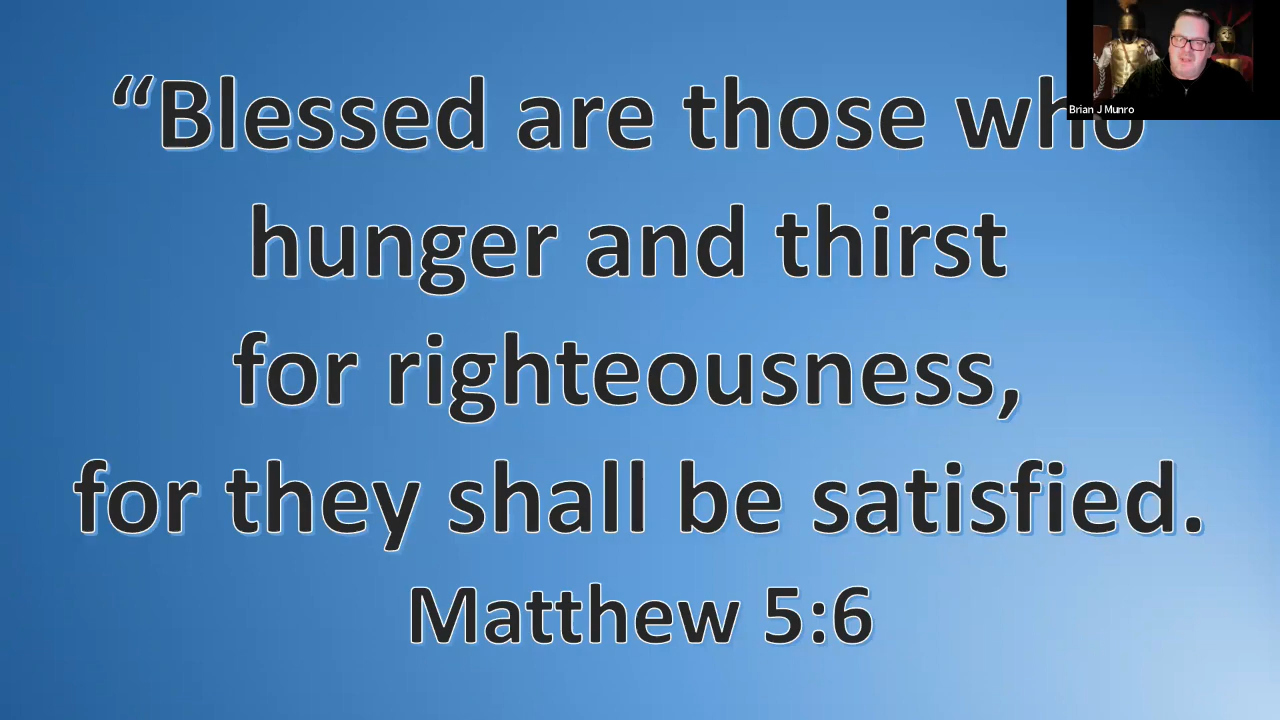 “Blessed are those who
Brian J Munro
hunger and thirst
for righteousness,
for they shall be satisfied.
Matthew 5:6